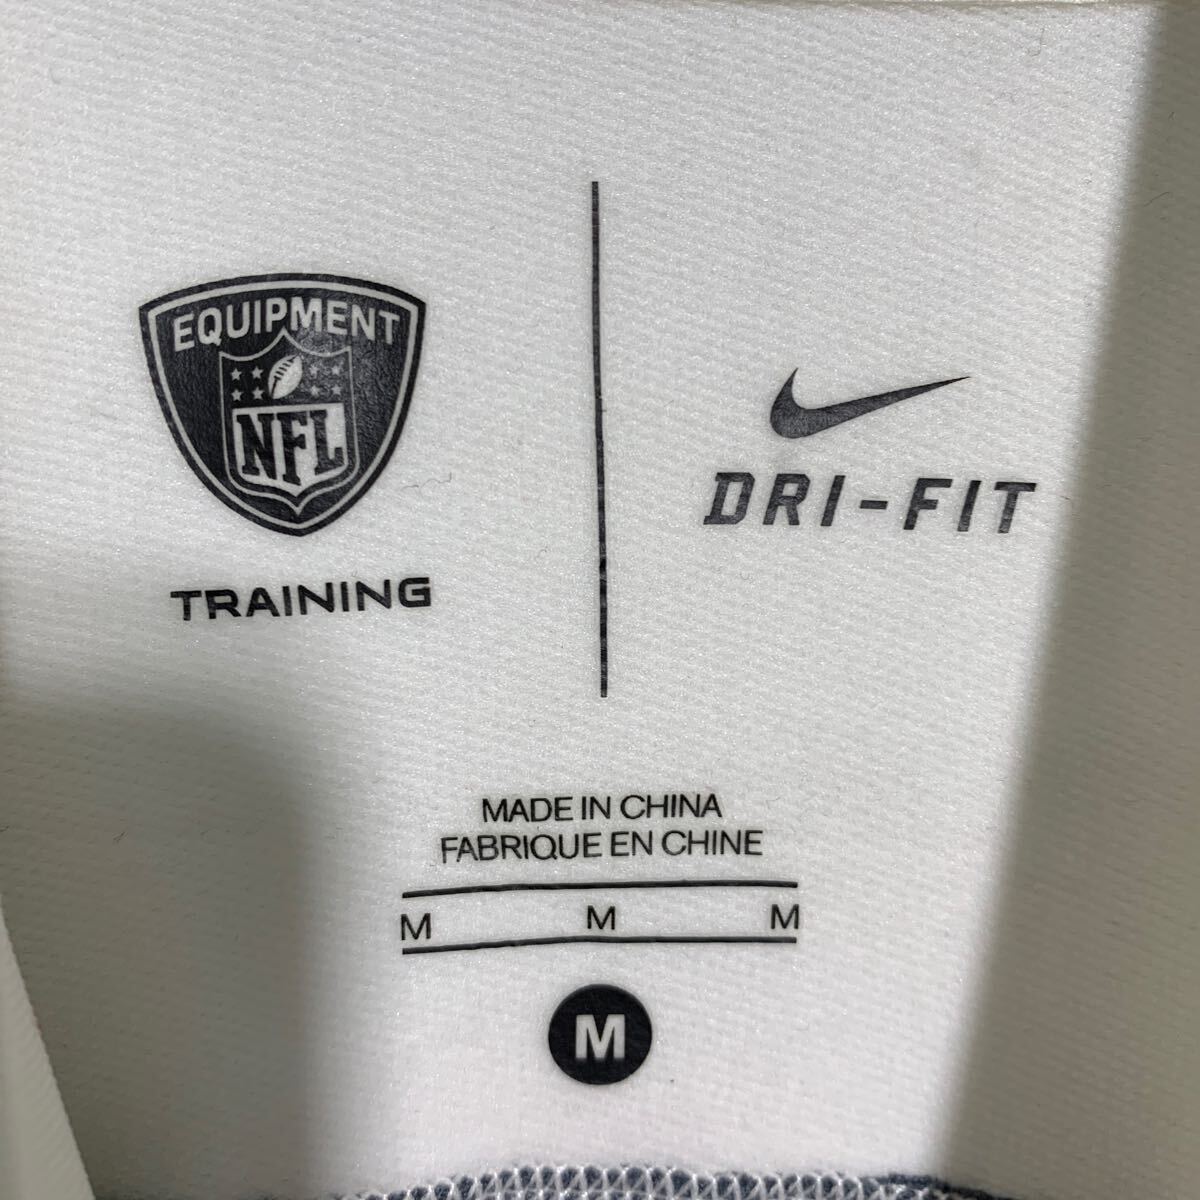 EQUIPMENT
NFL
TRAINING
DRI-FIT
MADE IN CHINA
FABRIQUE EN CHINE
M M M
M